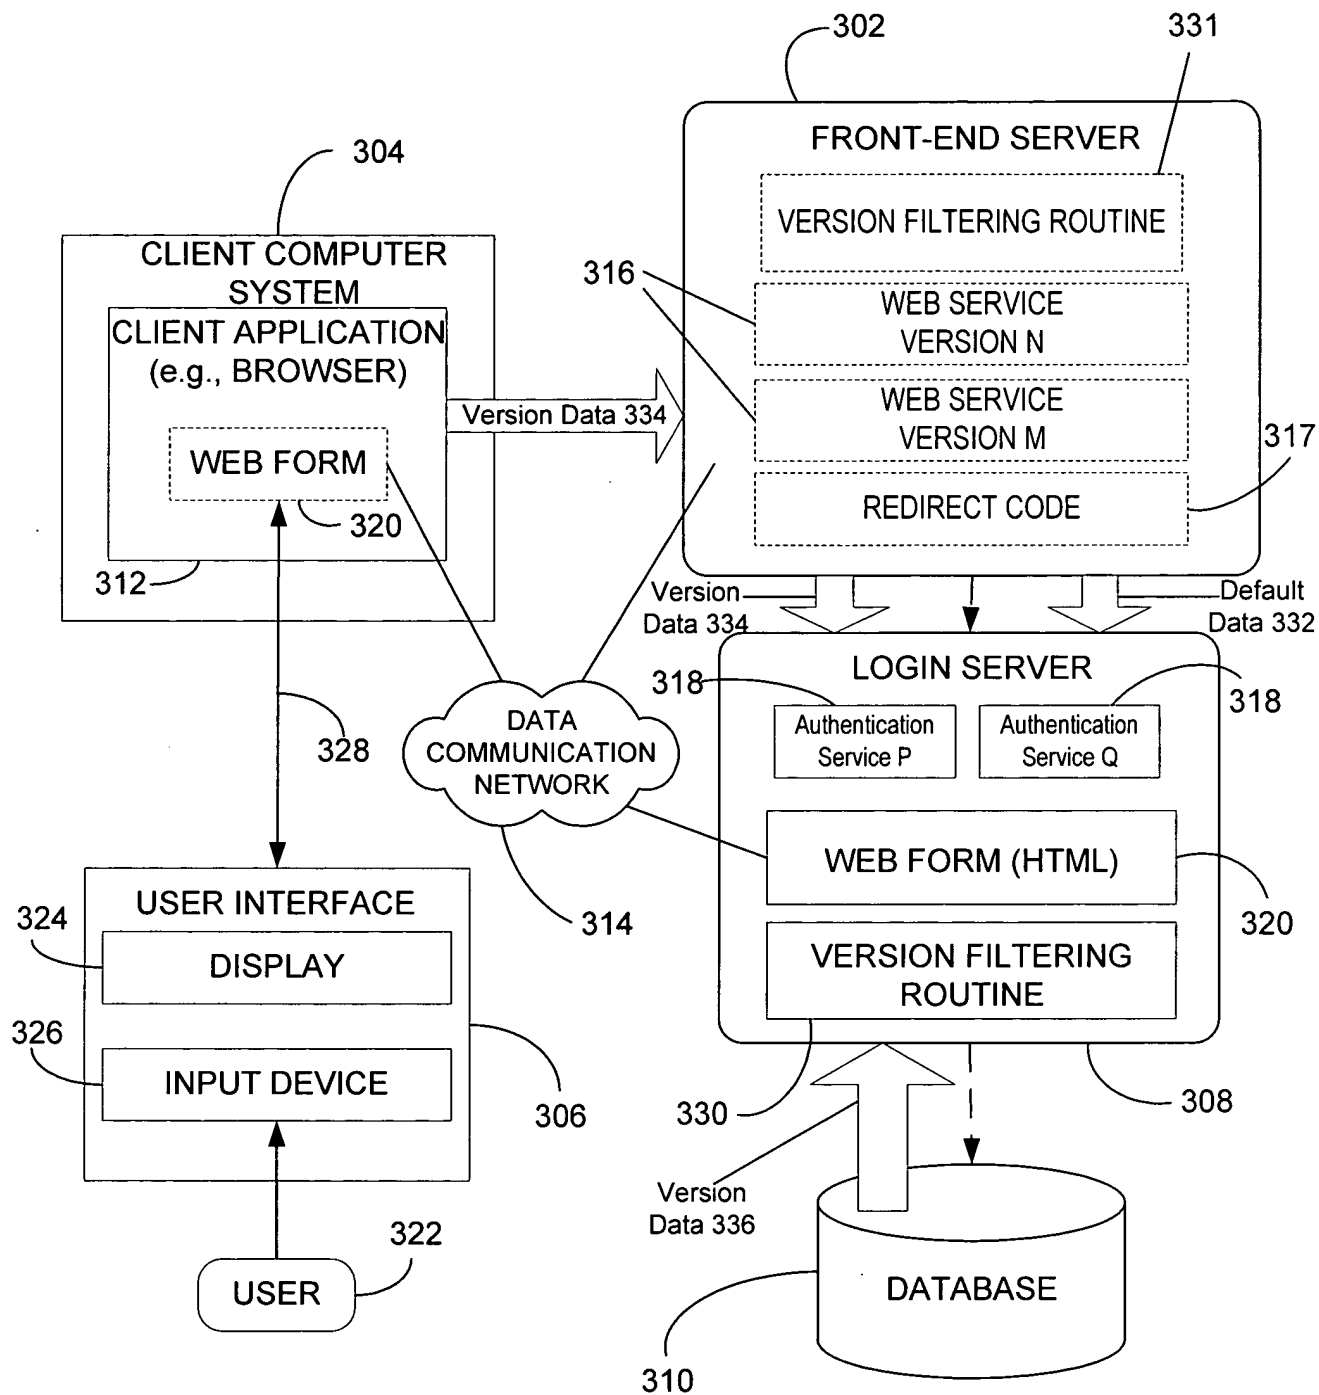 302
331
FRONT-END SERVER
304
VERSION FILTERING ROUTINE
CLIENT COMPUTER
SYSTEM
316
WEB SERVICE
VERSION N
CLIENT APPLICATION
(e.g., BROWSER)
Version Data 334
WEB SERVICE
VERSION M
317
WEB FORM
REDIRECT CODE
320
312
Version
Data 334
Default
Data 332
LOGIN SERVER
318
318
Authentication
Service P
Authentication
Service Q
328
DATA
COMMUNICATION
NETWORK
WEB FORM (HTML)
USER INTERFACE
324
314
320
DISPLAY
VERSION FILTERING
ROUTINE
326
INPUT DEVICE
306
330
308
Version
Data 336
322
USER
DATABASE
310